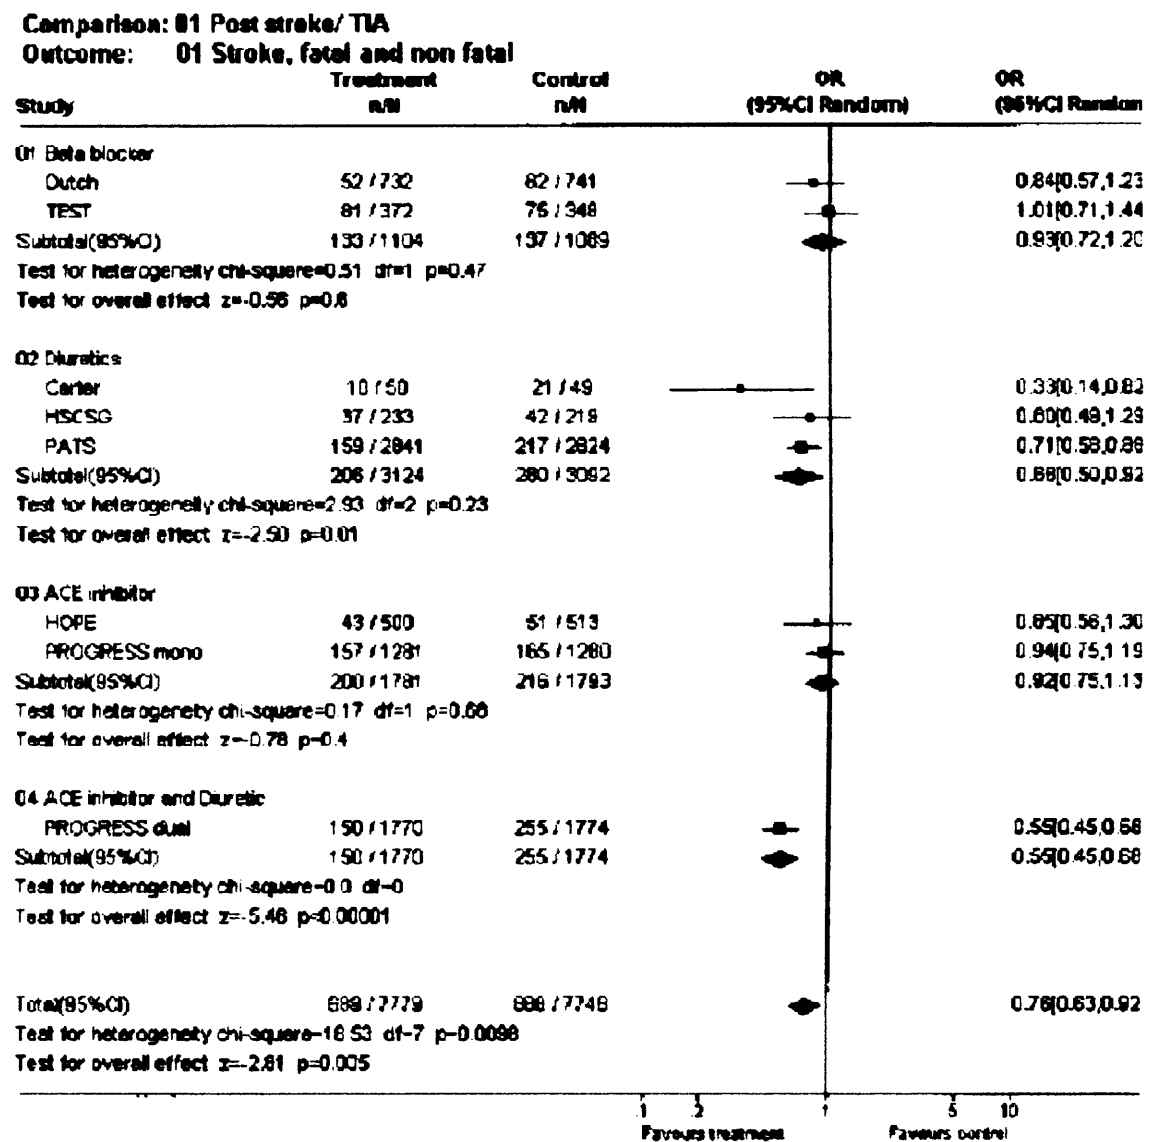 Comparison: 01 Post stroke/ TIA
Outcome: 01 Stroke, fatal and non fatal
Treatment Control OR OR
Study n/N n/N (95%CI Random) (95%CI Random
01 Beta blocker
Dutch 52 / 732 62 / 741 0.84[0.57,1.23
TEST 81 / 372 75 / 348 1.01[0.71,1.44
Subtotal(95%CI) 133 / 1104 137 / 1089 0.93[0.72,1.20
Test for heterogeneity chi-square=0.51 df=1 p=0.47
Test for overall effect z=-0.56 p=0.6
02 Diuretics
Carter 10 / 50 21 / 49 0.33[0.14,0.82
HSCSG 37 / 233 42 / 219 0.80[0.49,1.29
PATS 159 / 2841 217 / 2824 0.71[0.58,0.88
Subtotal(95%CI) 206 / 3124 280 / 3092 0.68[0.50,0.92
Test for heterogeneity chi-square=2.93 df=2 p=0.23
Test for overall effect z=-2.50 p=0.01
03 ACE inhibitor
HOPE 43 / 500 51 / 513 0.85[0.56,1.30
PROGRESS mono 157 / 1281 165 / 1280 0.94[0.75,1.19
Subtotal(95%CI) 200 / 1781 216 / 1793 0.92[0.75,1.13
Test for heterogeneity chi-square=0.17 df=1 p=0.68
Test for overall effect z=-0.78 p=0.4
04 ACE inhibitor and Diuretic
PROGRESS dual 150 / 1770 255 / 1774 0.55[0.45,0.68
Subtotal(95%CI) 150 / 1770 255 / 1774 0.55[0.45,0.68
Test for heterogeneity chi-square=0.0 df=0
Test for overall effect z=-5.46 p<0.00001
Total(95%CI) 689 / 7779 888 / 7748 0.76[0.63,0.92
Test for heterogeneity chi-square=18.53 df=7 p=0.0098
Test for overall effect z=-2.81 p=0.005
.1 .2 1 5 10
Favours treatment Favours control